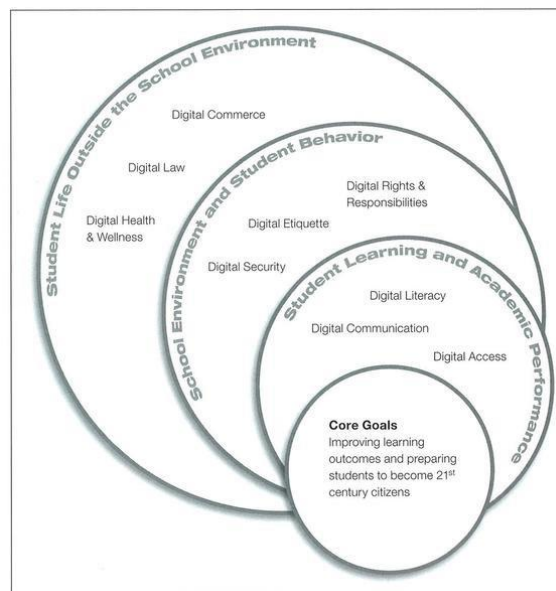 Student Life Outside the School Environment
Digital Commerce
Digital Law
Digital Health
& Wellness
School Environment and Student Behavior
Digital Rights &
Responsibilities
Digital Etiquette
Digital Security
Student Learning and Academic Performance
Digital Literacy
Digital Communication
Digital Access
Core Goals
Improving learning
outcomes and preparing
students to become 21st
century citizens